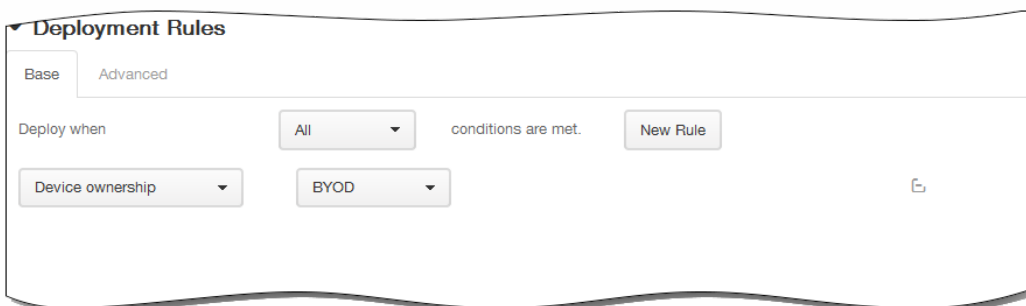 Deployment Rules
Base Advanced
Deploy when All conditions are met. New Rule
Device ownership BYOD